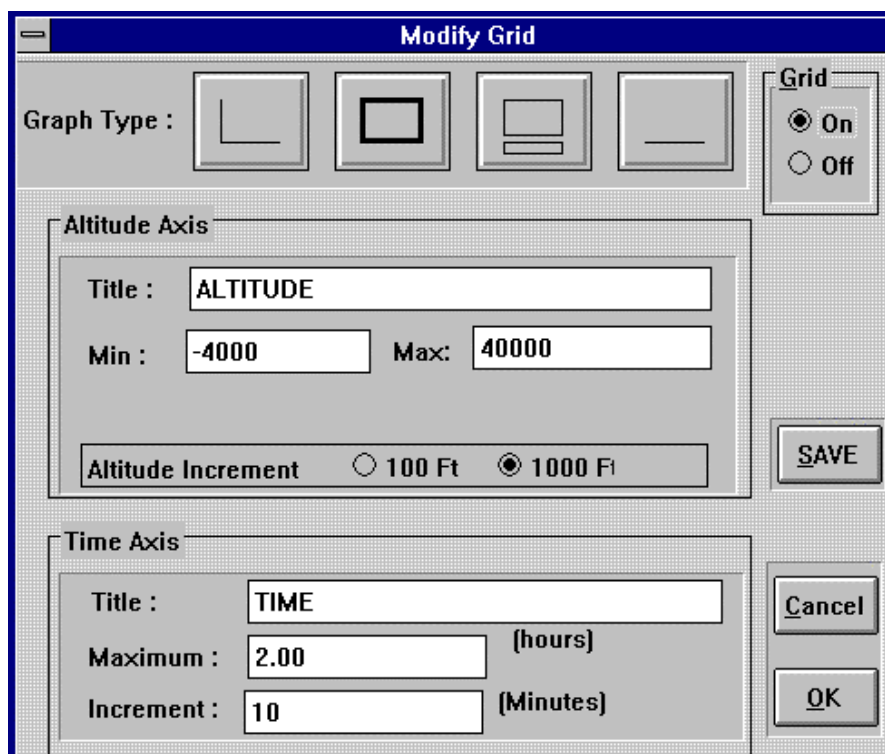 Modify Grid
Graph Type :
Grid
On
Off
Altitude Axis
Title : ALTITUDE
Min : -4000 Max: 40000
Altitude Increment 100 Ft 1000 Ft
SAVE
Time Axis
Title : TIME
Maximum : 2.00 (hours)
Increment : 10 (Minutes)
Cancel
OK